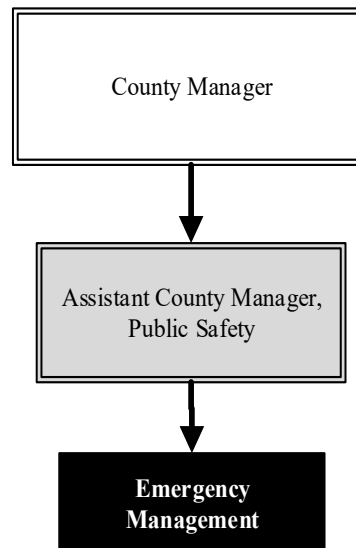 County Manager
Assistant County Manager,
Public Safety
Emergency
Management